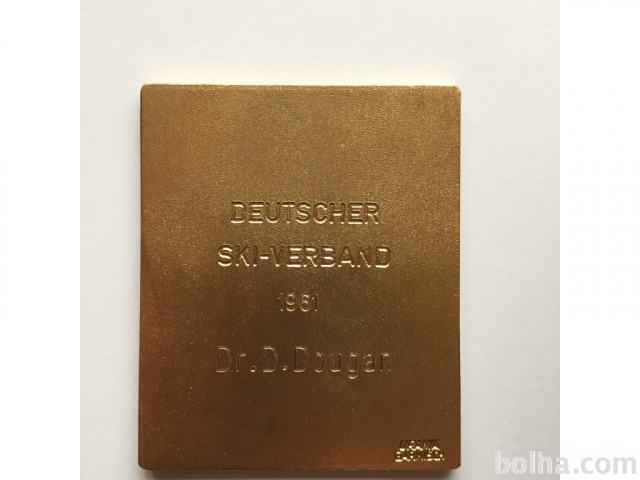 DEUTSCHER
SKI-VERBAND
1961
Dr.D.Dougan
bolha.com